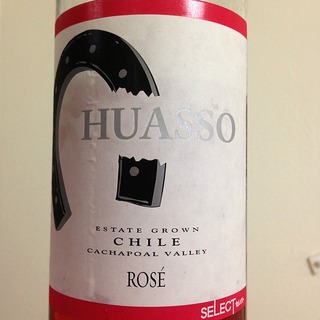 HUASSO
ESTATE GROWN
CHILE
CACHAPOAL VALLEY
ROSÉ
SELECT